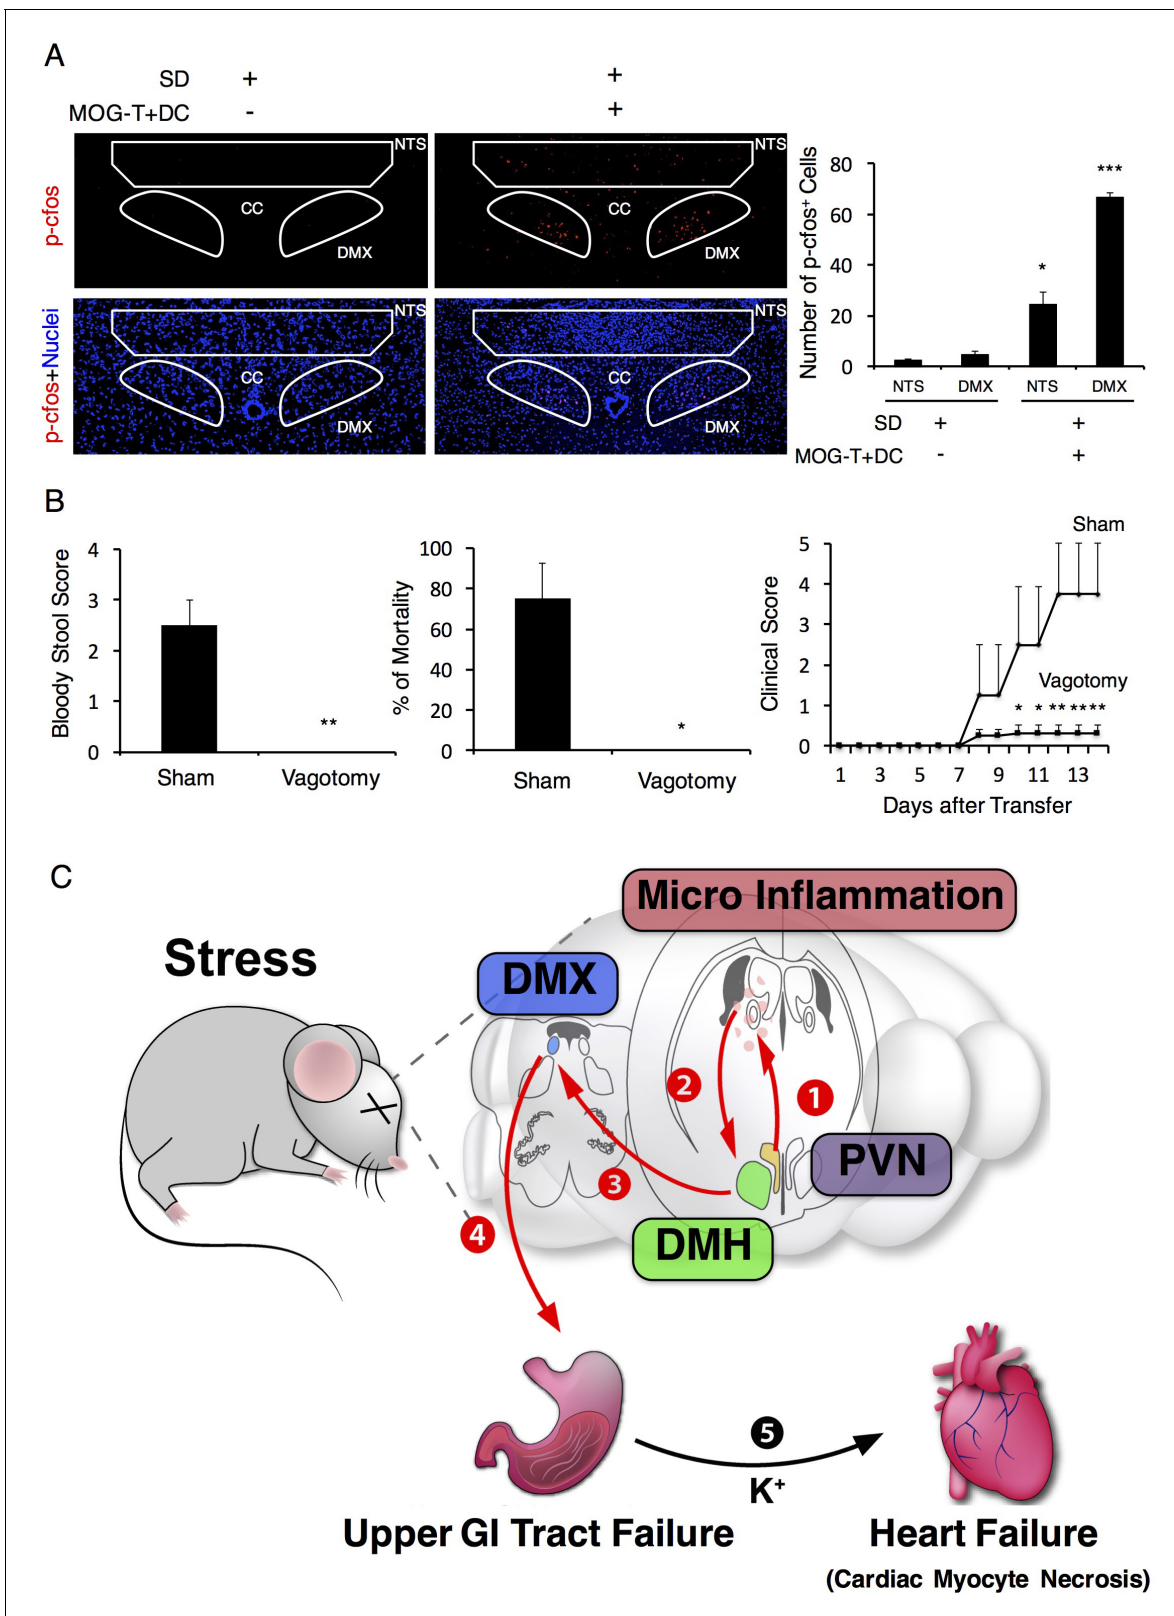 A
SD + +
MOG-T+DC - +
p-cfos
NTS
CC
DMX
NTS
CC
DMX
p-cfos+Nuclei
NTS
CC
DMX
NTS
CC
DMX
Number of p-cfos+ Cells
80
60
40
20
0
*
***
NTS DMX NTS DMX
SD + +
MOG-T+DC - +
B
Bloody Stool Score
4
3
2
1
0
**
Sham Vagotomy
% of Mortality
100
80
60
40
20
0
*
Sham Vagotomy
Clinical Score
5
4
3
2
1
0
Sham
Vagotomy
* * ** ** **
1 3 5 7 9 11 13
Days after Transfer
C
Micro Inflammation
Stress
DMX
2
1
PVN
3
4
DMH
5
K+
Upper GI Tract Failure
Heart Failure
(Cardiac Myocyte Necrosis)